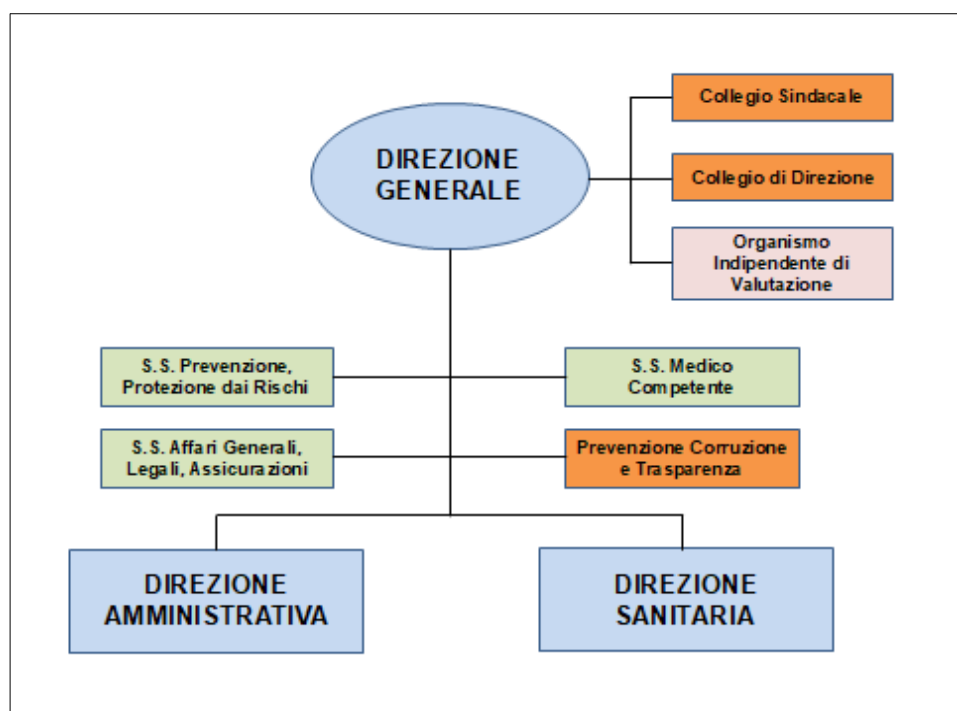 DIREZIONE
GENERALE
Collegio Sindacale
Collegio di Direzione
Organismo
Indipendente di
Valutazione
S.S. Prevenzione,
Protezione dai Rischi
S.S. Medico
Competente
S.S. Affari Generali,
Legali, Assicurazioni
Prevenzione Corruzione
e Trasparenza
DIREZIONE
AMMINISTRATIVA
DIREZIONE
SANITARIA